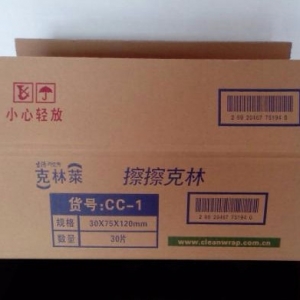 小心轻放
克林莱
擦擦克林
货号:CC-1
规格 30X75X120mm
数量 30片
www.cleanwrap.com.cn